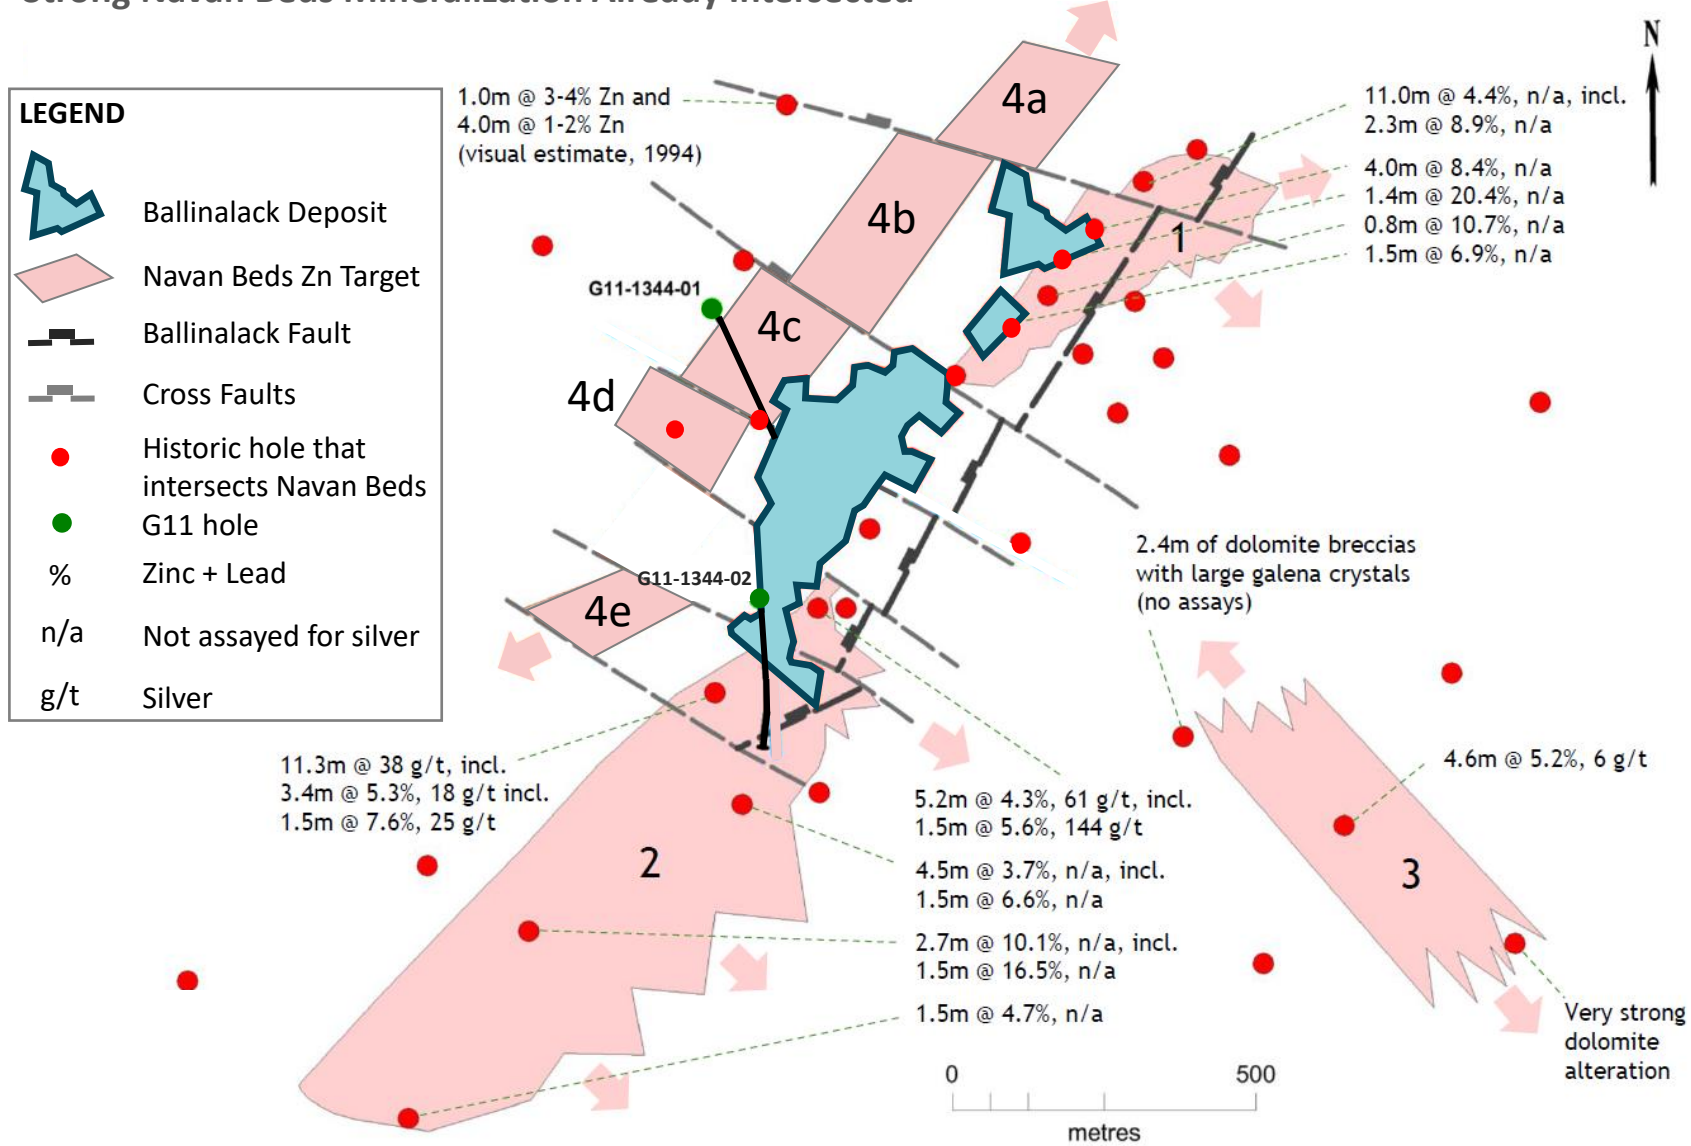 Strong Navan Beds Mineralization Already Intersected
N
LEGEND
Ballinalack Deposit
Navan Beds Zn Target
Ballinalack Fault
Cross Faults
Historic hole that
intersects Navan Beds
G11 hole
% Zinc + Lead
n/a Not assayed for silver
g/t Silver
1.0m @ 3-4% Zn and
4.0m @ 1-2% Zn
(visual estimate, 1994)
4a
4b
4c
4d
4e
1
2
3
G11-1344-01
G11-1344-02
11.0m @ 4.4%, n/a, incl.
2.3m @ 8.9%, n/a
4.0m @ 8.4%, n/a
1.4m @ 20.4%, n/a
0.8m @ 10.7%, n/a
1.5m @ 6.9%, n/a
2.4m of dolomite breccias
with large galena crystals
(no assays)
4.6m @ 5.2%, 6 g/t
11.3m @ 38 g/t, incl.
3.4m @ 5.3%, 18 g/t incl.
1.5m @ 7.6%, 25 g/t
5.2m @ 4.3%, 61 g/t, incl.
1.5m @ 5.6%, 144 g/t
4.5m @ 3.7%, n/a, incl.
1.5m @ 6.6%, n/a
2.7m @ 10.1%, n/a, incl.
1.5m @ 16.5%, n/a
1.5m @ 4.7%, n/a
Very strong
dolomite
alteration
0 500
metres